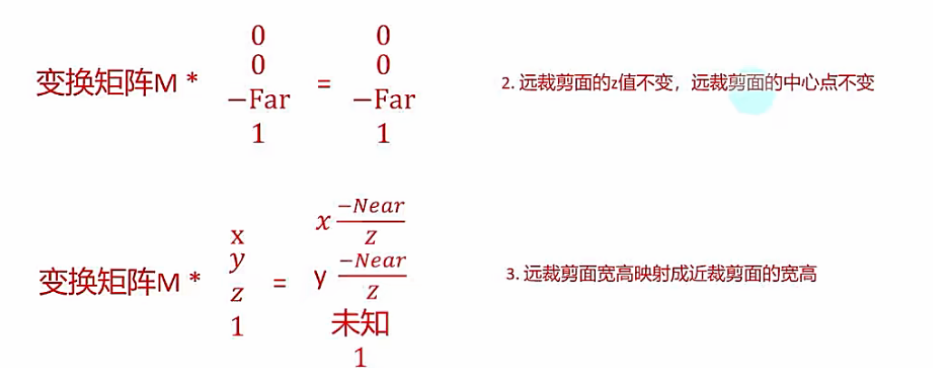 变换矩阵M * [0 0 −Far 1] = [0 0 −Far 1]
2. 远裁剪面的z值不变，远裁剪面的中心点不变
变换矩阵M * [x y z 1] = [x −Near/z y −Near/z 未知 1]
3. 远裁剪面宽高映射成近裁剪面的宽高